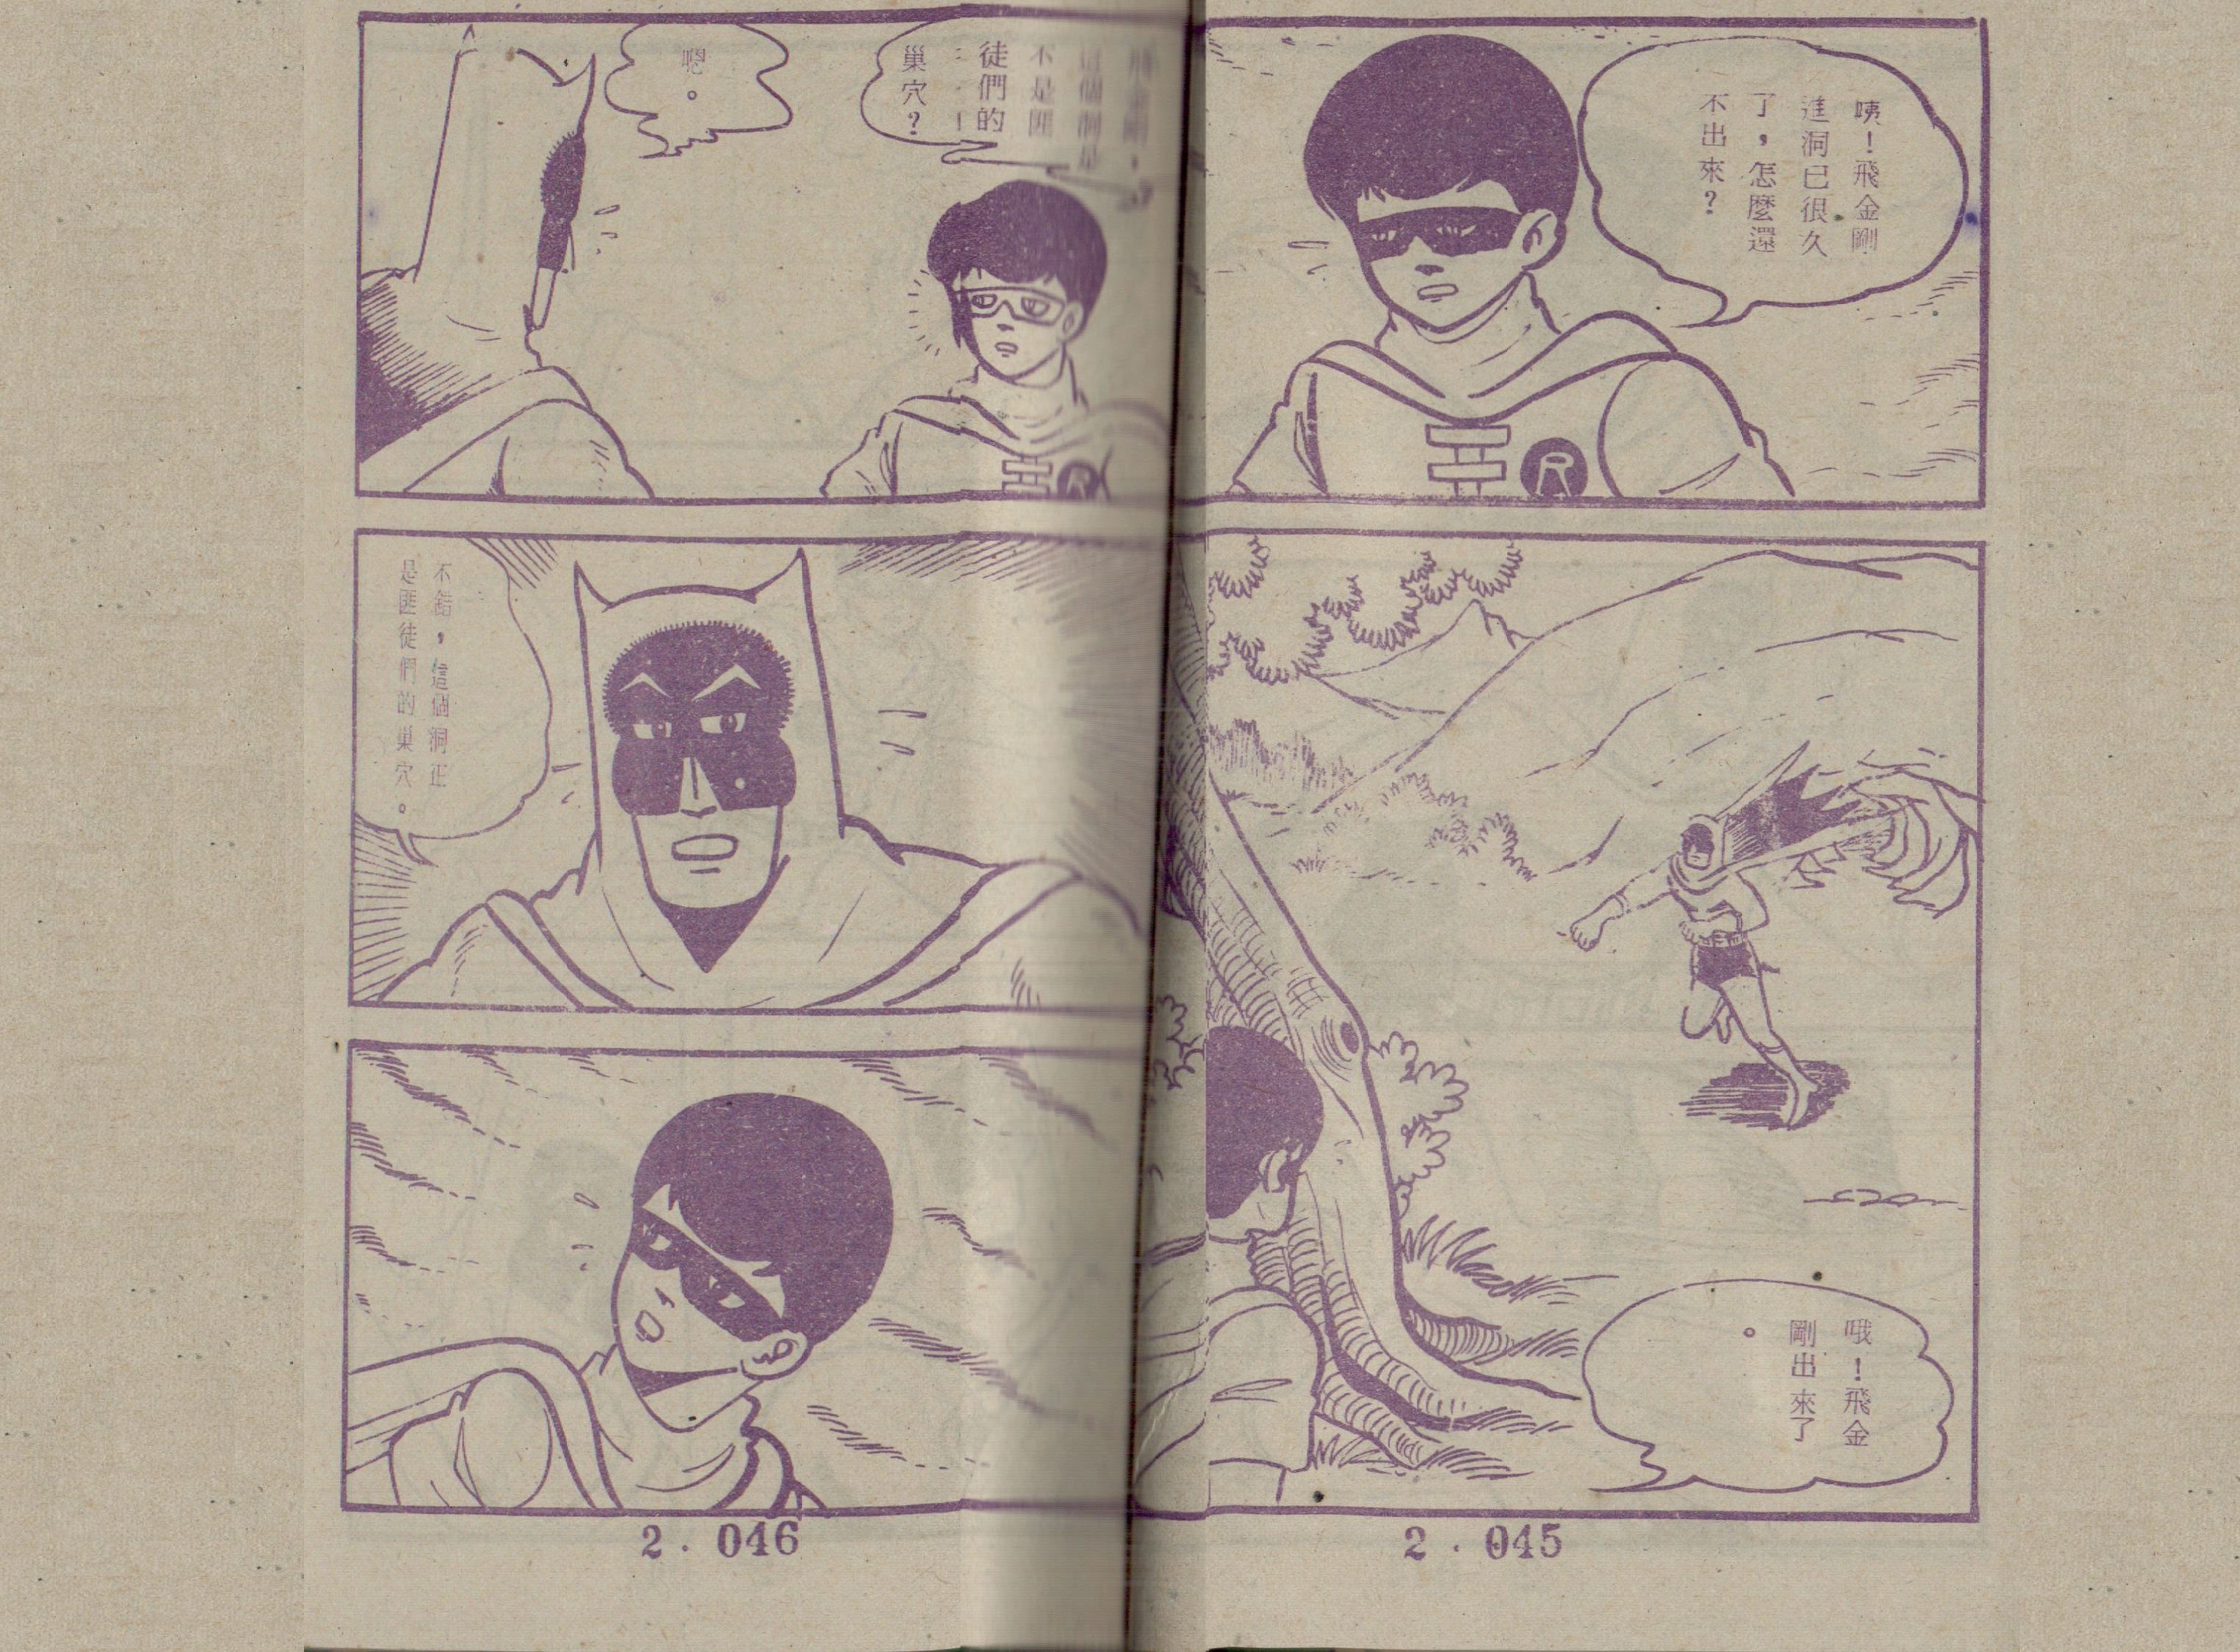 咦！飛金剛
進洞已很久
了，怎麼還
不出來？
R
哦！飛金
剛出來了
。
2．045
這個洞是
不是匪
徒們的
巢穴？
嗯。
R
不錯，這個洞正
是匪徒們的巢穴。
2．046